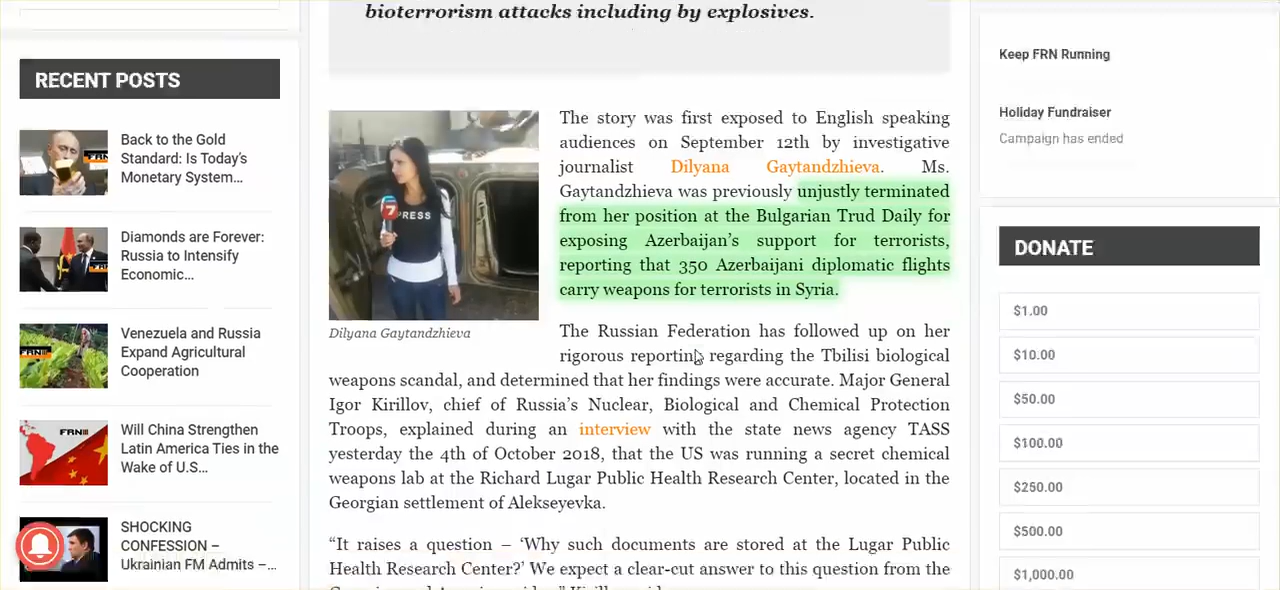 bioterrorism attacks including by explosives.
RECENT POSTS
Back to the Gold
Standard: Is Today's
Monetary System...
FRN
Diamonds are Forever:
Russia to Intensify
Economic...
FRN
Venezuela and Russia
Expand Agricultural
Cooperation
FRN
Will China Strengthen
Latin America Ties in the
Wake of U.S...
FRN
SHOCKING
CONFESSION –
Ukrainian FM Admits –...
PRESS
7
Dilyana Gaytandzhieva
The story was first exposed to English speaking
audiences on September 12th by investigative
journalist Dilyana Gaytandzhieva. Ms.
Gaytandzhieva was previously unjustly terminated
from her position at the Bulgarian Trud Daily for
exposing Azerbaijan's support for terrorists,
reporting that 350 Azerbaijani diplomatic flights
carry weapons for terrorists in Syria.
The Russian Federation has followed up on her
rigorous reporting regarding the Tbilisi biological
weapons scandal, and determined that her findings were accurate. Major General
Igor Kirillov, chief of Russia's Nuclear, Biological and Chemical Protection
Troops, explained during an interview with the state news agency TASS
yesterday the 4th of October 2018, that the US was running a secret chemical
weapons lab at the Richard Lugar Public Health Research Center, located in the
Georgian settlement of Alekseyevka.
“It raises a question – ‘Why such documents are stored at the Lugar Public
Health Research Center?’ We expect a clear-cut answer to this question from the
Keep FRN Running
Holiday Fundraiser
Campaign has ended
DONATE
$1.00
$10.00
$50.00
$100.00
$250.00
$500.00
$1,000.00